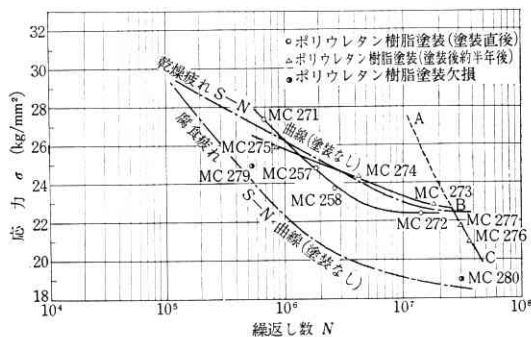 応力 σ (kg/mm²)
34
32
30
28
26
24
22
20
18
10⁴
10⁵
10⁶
10⁷
10⁸
繰返し数 N
○ ポリウレタン樹脂塗装(塗装直後)
△ ポリウレタン樹脂塗装(塗装後約半年後)
● ポリウレタン樹脂塗装欠損
乾燥疲れ S−N
曲線(塗装なし)
腐食疲れ
S−N・曲線(塗装なし)
MC 271
MC 275
MC 257
MC 279
MC 258
MC 274
MC 273
MC 272
MC 277
MC 276
MC 280
A
B
C